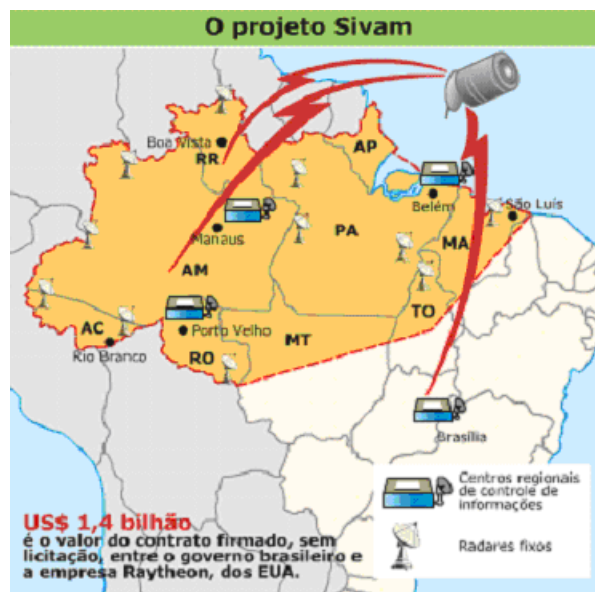 O projeto Sivam
Boa Vista
RR
AP
Belém
São Luís
Manaus
PA
MA
AM
TO
AC
Porto Velho
MT
Rio Branco
RO
Brasília
Centros regionais
de controle de
informações
Radares fixos
US$ 1,4 bilhão
é o valor do contrato firmado, sem
licitação, entre o governo brasileiro e
a empresa Raytheon, dos EUA.